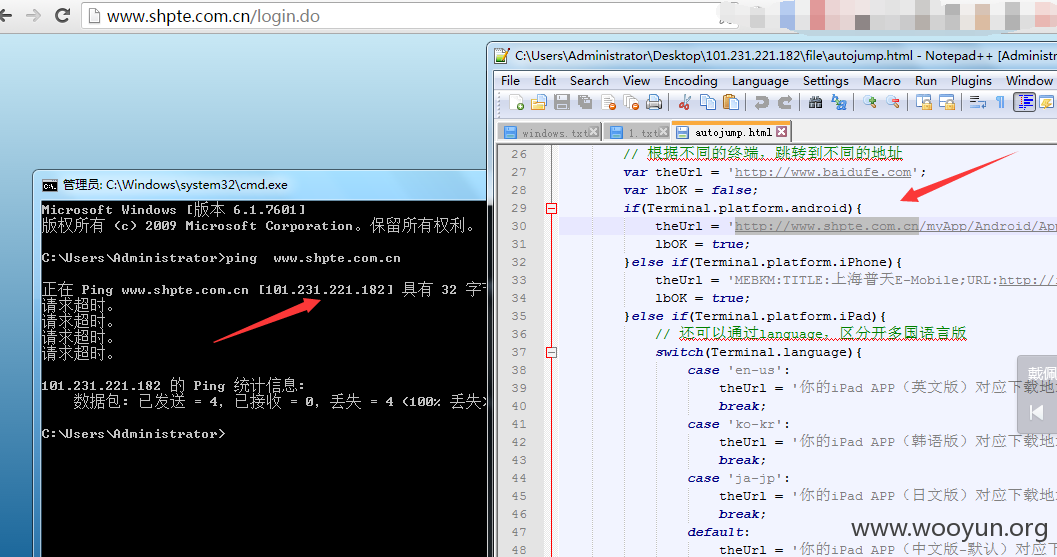 www.shpte.com.cn/login.do
C:\Users\Administrator\Desktop\101.231.221.182\file\autojump.html - Notepad++ [Administ
File Edit Search View Encoding Language Settings Macro Run Plugins Window
windows.txt 1.txt autojump.html
26 // 根据不同的终端，跳转到不同的地址
27 var theUrl = 'http://www.baidufe.com';
28 var lbOK = false;
29 if(Terminal.platform.android){
30 theUrl = 'http://www.shpte.com.cn/myApp/Android/App
31 lbOK = true;
32 }else if(Terminal.platform.iPhone){
33 theUrl = 'MEBKM:TITLE:上海普天E-Mobile;URL:http://
34 lbOK = true;
35 }else if(Terminal.platform.iPad){
36 // 还可以通过language，区分开多国语言版
37 switch(Terminal.language){
38 case 'en-us':
39 theUrl = '你的iPad APP（英文版）对应下载地
40 break;
41 case 'ko-kr':
42 theUrl = '你的iPad APP（韩语版）对应下载地
43 break;
44 case 'ja-jp':
45 theUrl = '你的iPad APP（日文版）对应下载地
46 break;
47 default:
48 theUrl = '你的iPad APP（中文版-默认）对应下
管理员: C:\Windows\system32\cmd.exe
Microsoft Windows [版本 6.1.7601]
版权所有 (c) 2009 Microsoft Corporation。保留所有权利。
C:\Users\Administrator>ping  www.shpte.com.cn
正在 Ping www.shpte.com.cn [101.231.221.182] 具有 32 字
请求超时。
请求超时。
请求超时。
请求超时。
101.231.221.182 的 Ping 统计信息:
数据包: 已发送 = 4，已接收 = 0，丢失 = 4 (100% 丢失)
C:\Users\Administrator>
戴佩
www.wooyun.org